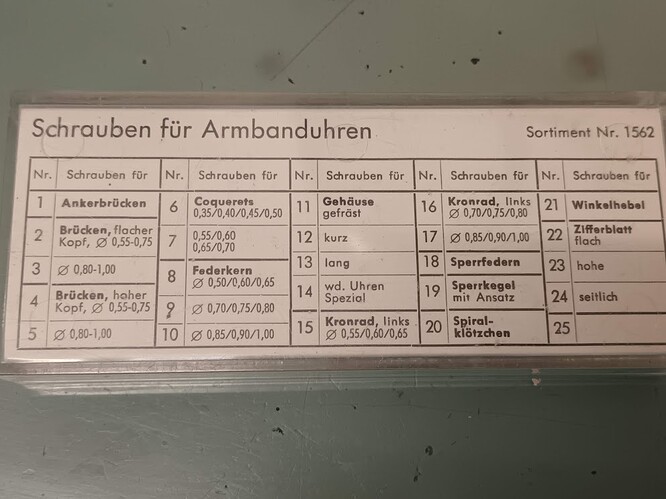 Schrauben für Armbanduhren
Sortiment Nr. 1562
Nr. Schrauben für
1 Ankerbrücken
2 Brücken, flacher
Kopf, ⌀ 0,55-0,75
3 ⌀ 0,80-1,00
4 Brücken, hoher
Kopf, ⌀ 0,55-0,75
5 ⌀ 0,80-1,00
Nr. Schrauben für
6 Coquerets
0,35/0,40/0,45/0,50
7 0,55/0,60
0,65/0,70
8 Federkern
⌀ 0,50/0,60/0,65
9 ⌀ 0,70/0,75/0,80
10 ⌀ 0,85/0,90/1,00
Nr. Schrauben für
11 Gehäuse
gefräst
12 kurz
13 lang
14 wd. Uhren
Spezial
15 Kronrad, links
⌀ 0,55/0,60/0,65
Nr. Schrauben für
16 Kronrad, links
⌀ 0,70/0,75/0,80
17 ⌀ 0,85/0,90/1,00
18 Sperrfedern
19 Sperrkegel
mit Ansatz
20 Spiral-
klötzchen
Nr. Schrauben für
21 Winkelhebel
22 Zifferblatt
flach
23 hohe
24 seitlich
25